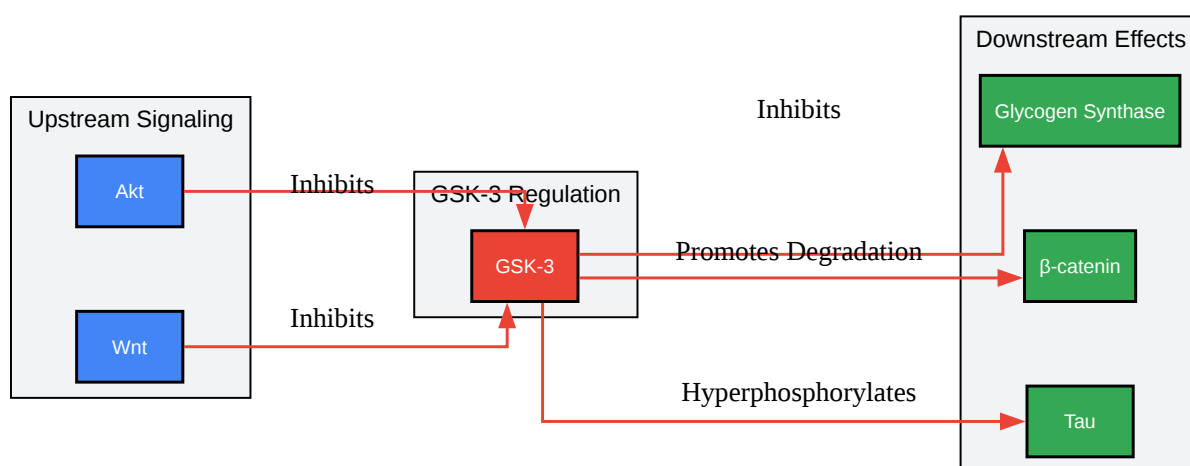 Upstream Signaling
Akt
Wnt
Inhibits
Inhibits
GSK-3 Regulation
GSK-3
Inhibits
Promotes Degradation
Hyperphosphorylates
Downstream Effects
Glycogen Synthase
β-catenin
Tau